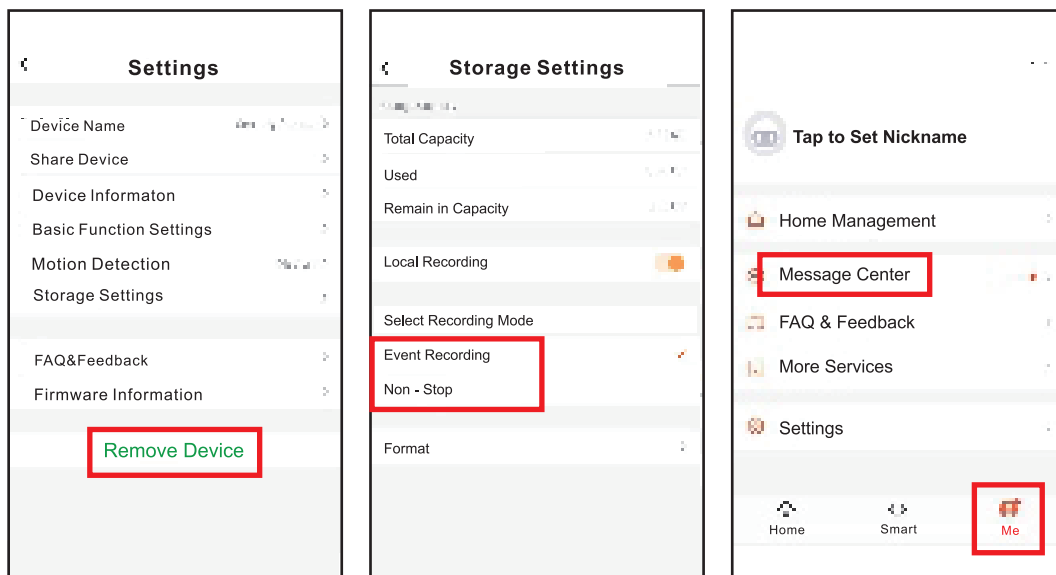 Settings
Device Name
Share Device
Device Informaton
Basic Function Settings
Motion Detection
Storage Settings
FAQ&Feedback
Firmware Information
Remove Device
Storage Settings
Total Capacity
Used
Remain in Capacity
Local Recording
Select Recording Mode
Event Recording
Non - Stop
Format
Tap to Set Nickname
Home Management
Message Center
FAQ & Feedback
More Services
Settings
Home
Smart
Me